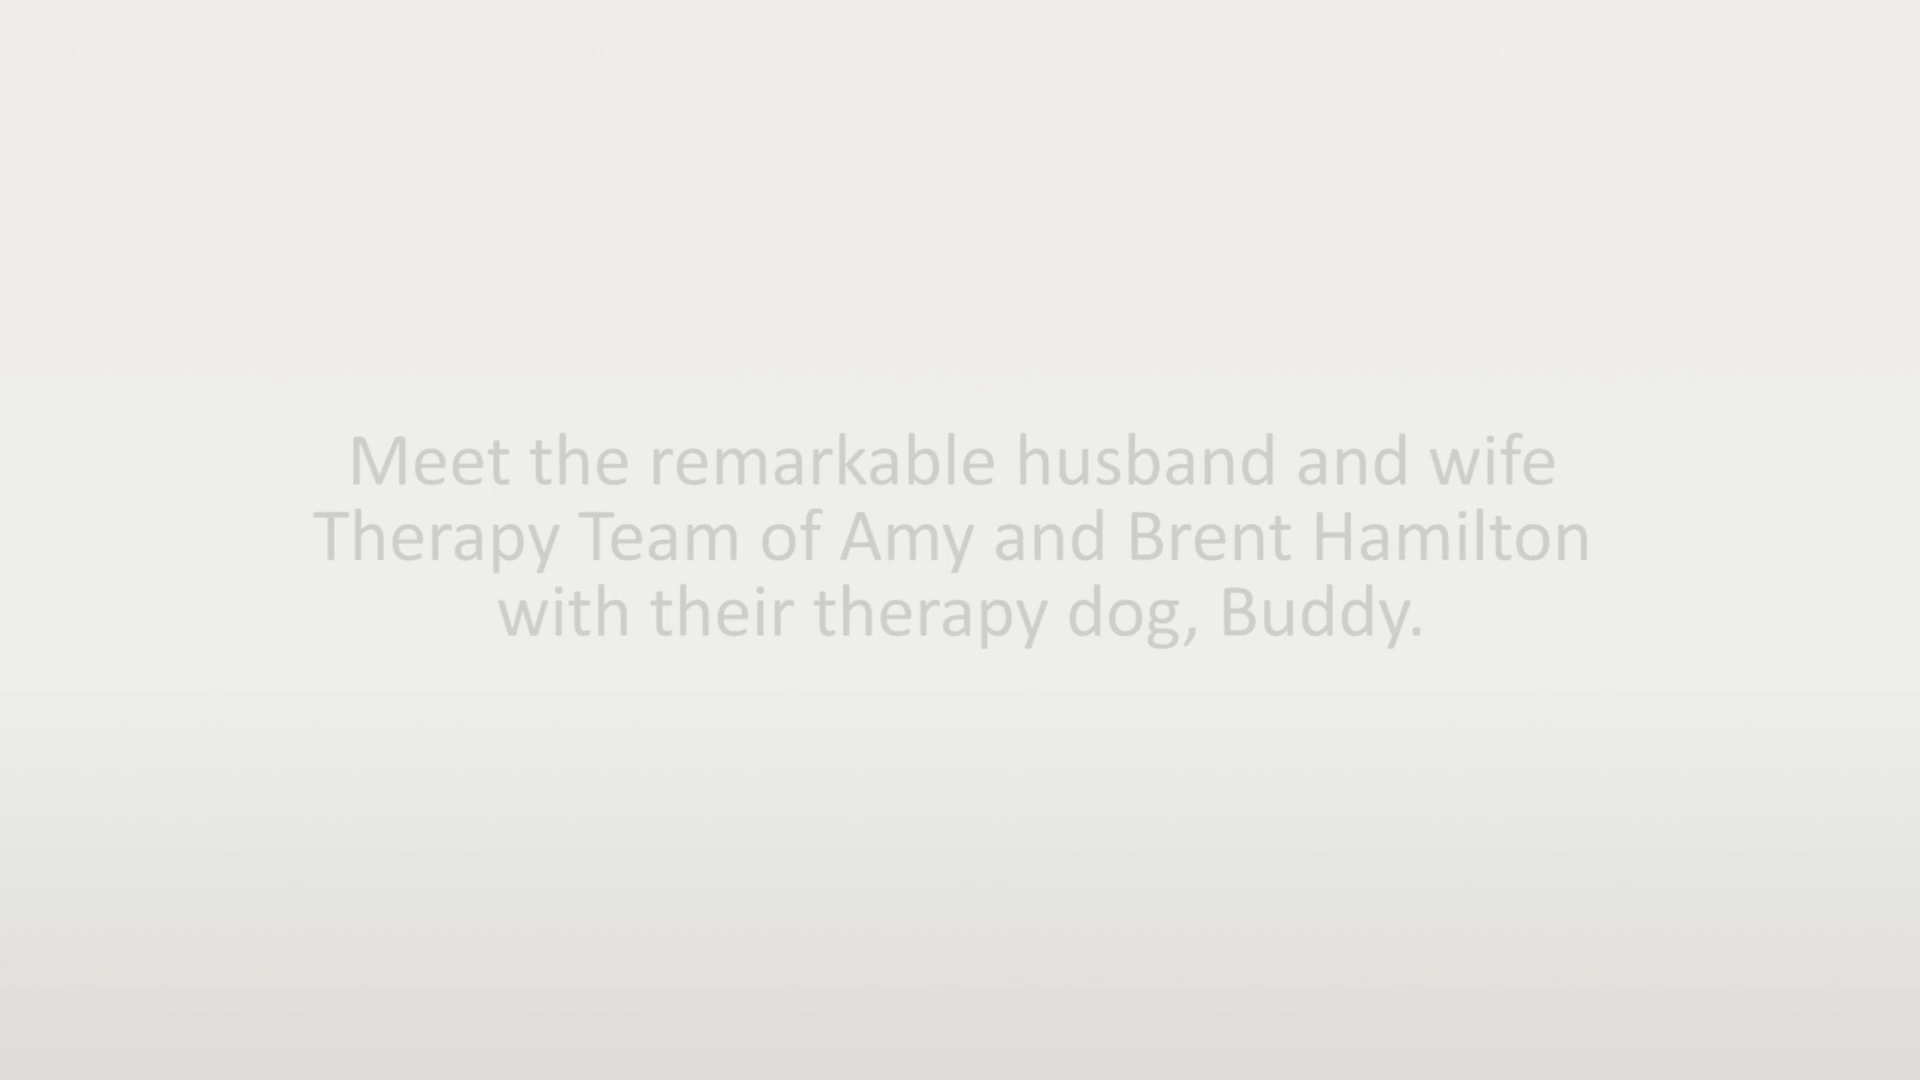 Meet the remarkable husband and wife
Therapy Team of Amy and Brent Hamilton
with their therapy dog, Buddy.